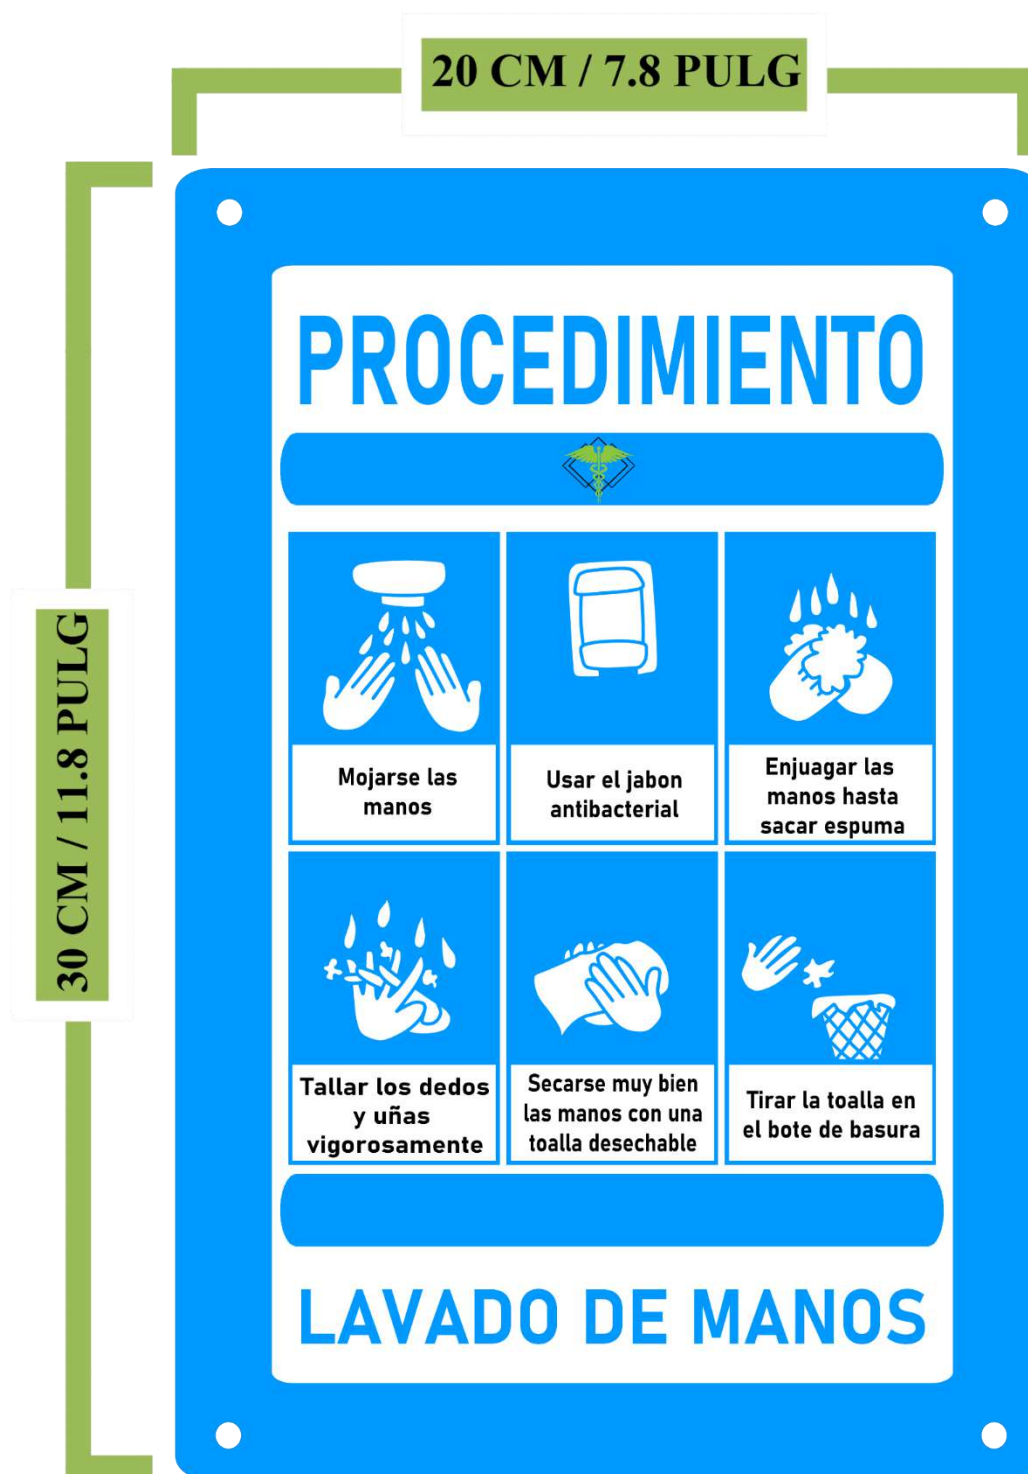 20 CM / 7.8 PULG
30 CM / 11.8 PULG
PROCEDIMIENTO
Mojarse las
manos
Usar el jabon
antibacterial
Enjuagar las
manos hasta
sacar espuma
Tallar los dedos
y uñas
vigorosamente
Secarse muy bien
las manos con una
toalla desechable
Tirar la toalla en
el bote de basura
LAVADO DE MANOS